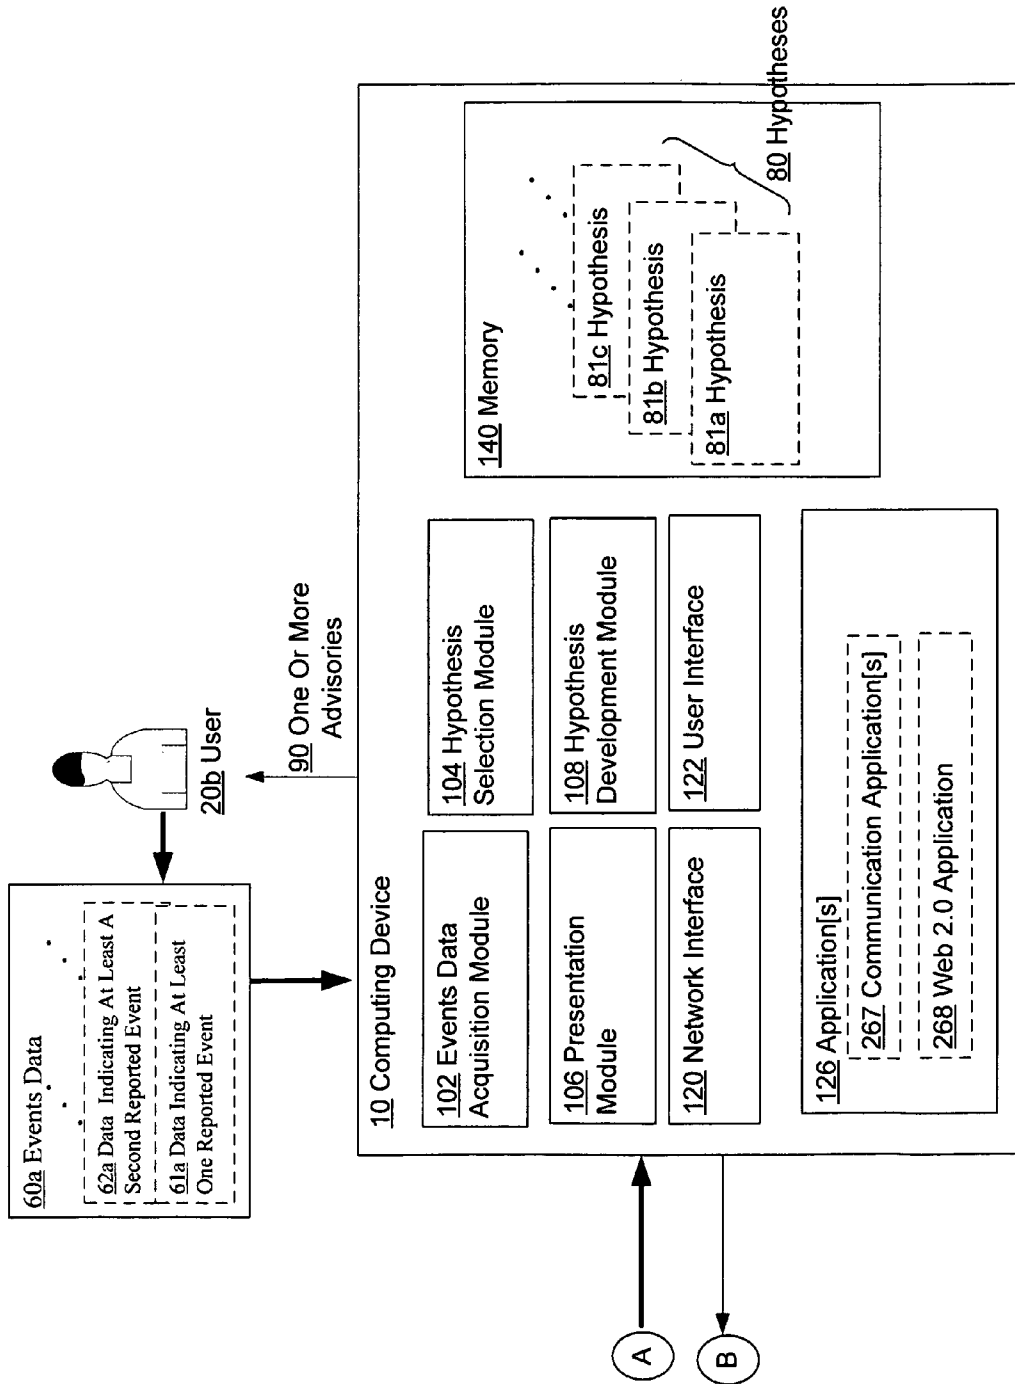 60a Events Data
62a Data Indicating At Least A
Second Reported Event
61a Data Indicating At Least
One Reported Event
20b User
90 One Or More
Advisories
10 Computing Device
102 Events Data
Acquisition Module
104 Hypothesis
Selection Module
106 Presentation
Module
108 Hypothesis
Development Module
120 Network Interface
122 User Interface
126 Application[s]
267 Communication Application[s]
268 Web 2.0 Application
140 Memory
81c Hypothesis
81b Hypothesis
81a Hypothesis
80 Hypotheses
A
B